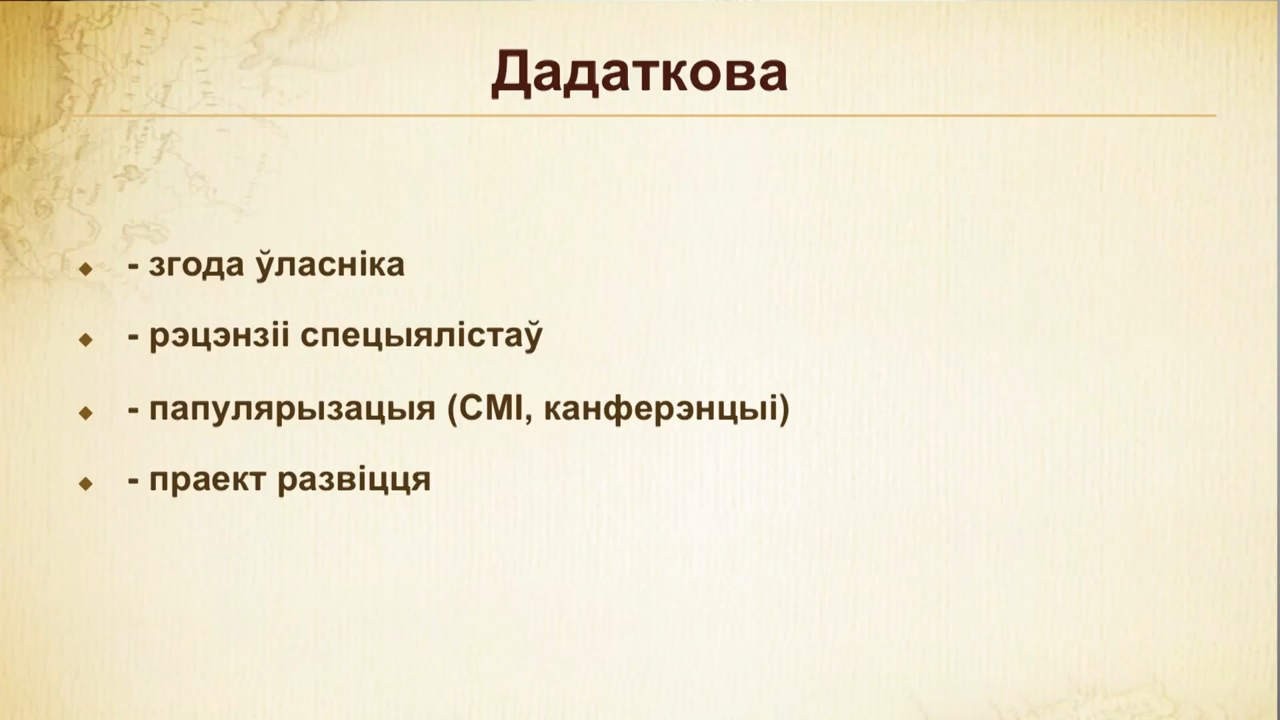 Дадаткова
- згода ўласніка
- рэцэнзіі спецыялістаў
- папулярызацыя (СМІ, канферэнцыі)
- праект развіцця